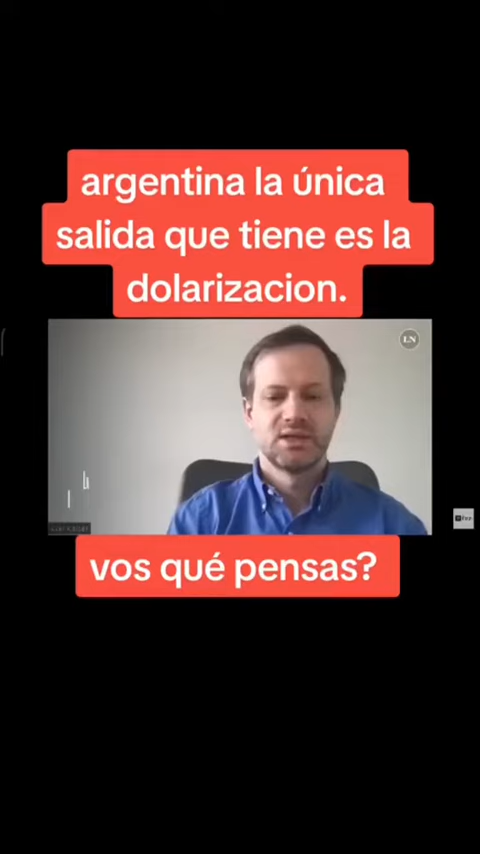 argentina la única
salida que tiene es la
dolarizacion.
LN
vos qué pensas?